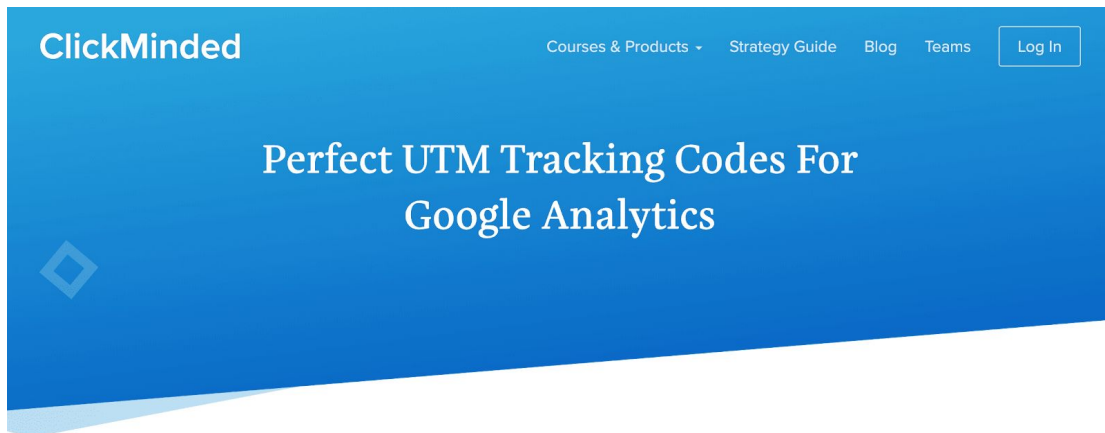 ClickMinded
Courses & Products
Strategy Guide
Blog
Teams
Log In
Perfect UTM Tracking Codes For
Google Analytics